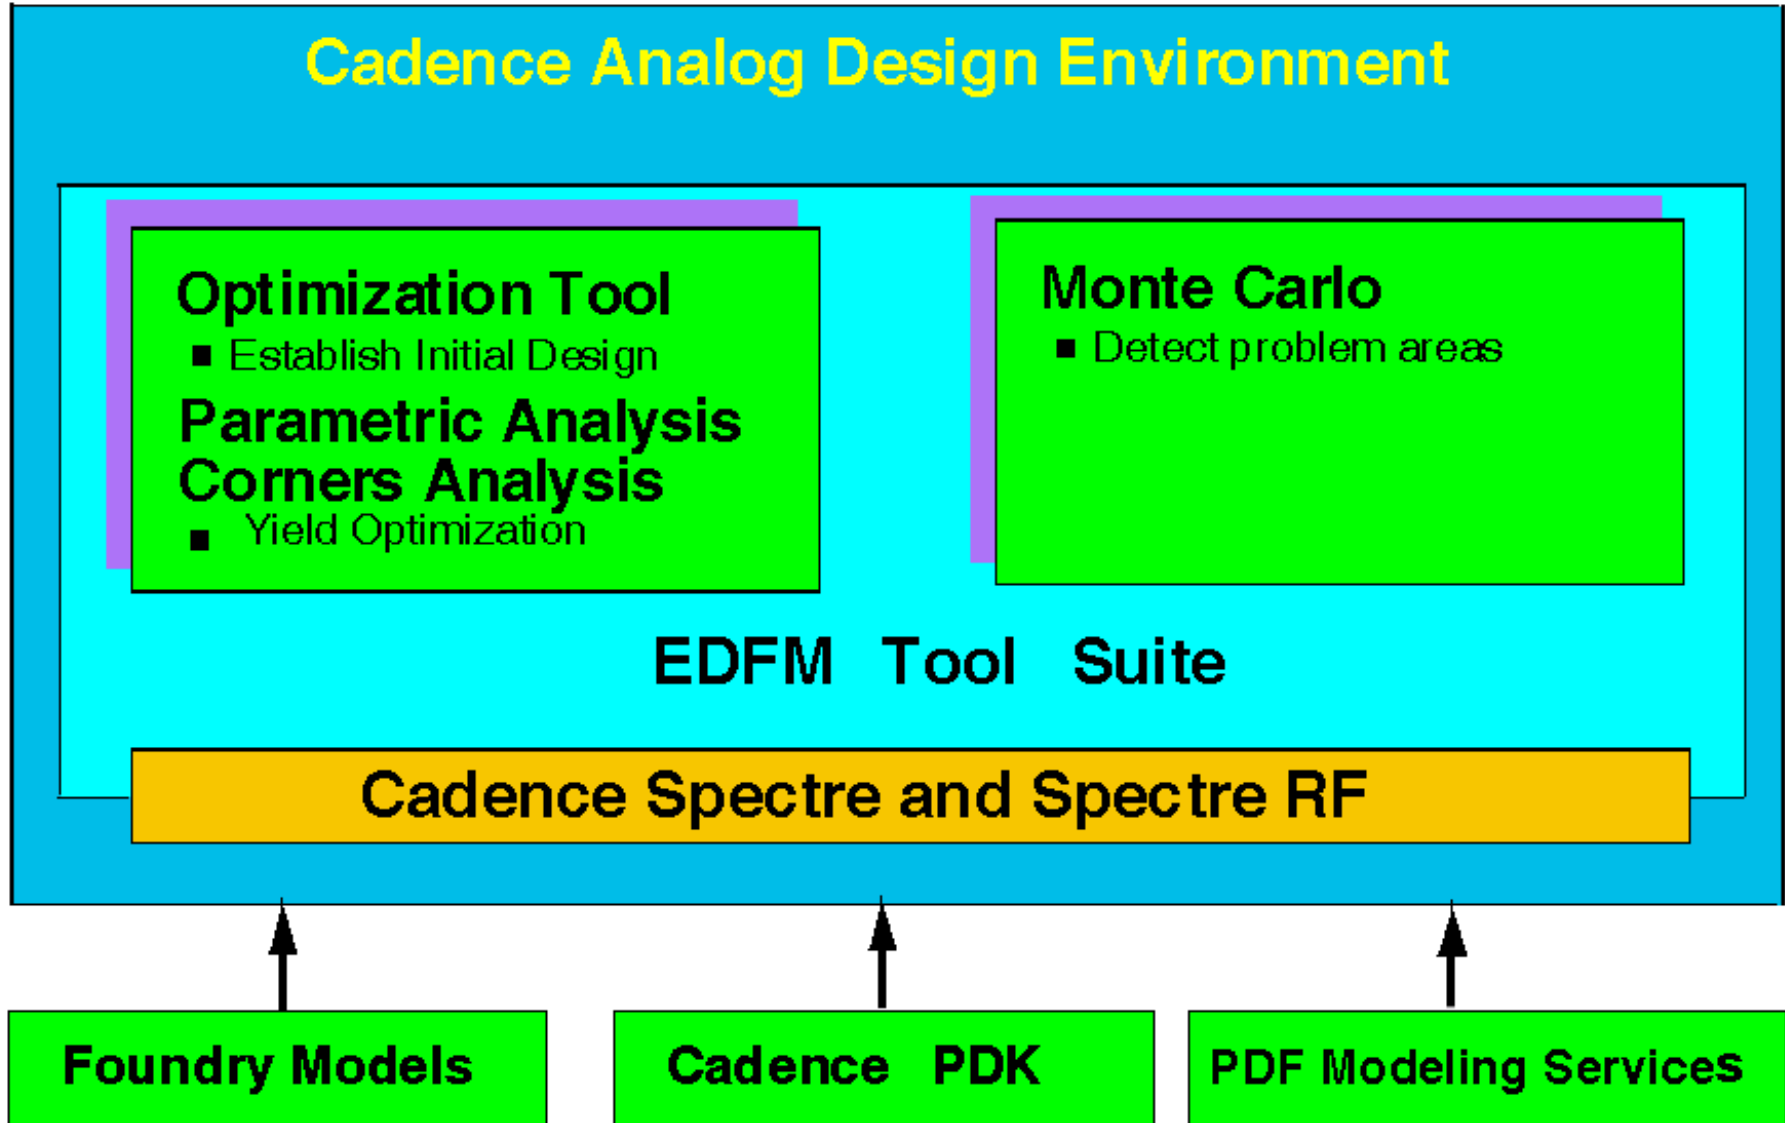 Cadence Analog Design Environment
Optimization Tool
■ Establish Initial Design
Parametric Analysis
Corners Analysis
■ Yield Optimization
Monte Carlo
■ Detect problem areas
EDFM Tool Suite
Cadence Spectre and Spectre RF
Foundry Models
Cadence PDK
PDF Modeling Services